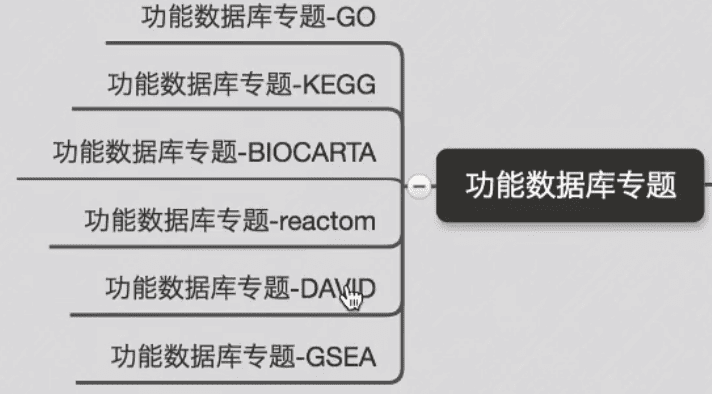 功能数据库专题-GO
功能数据库专题-KEGG
功能数据库专题-BIOCARTA
功能数据库专题-reactom
功能数据库专题-DAVID
功能数据库专题-GSEA
功能数据库专题